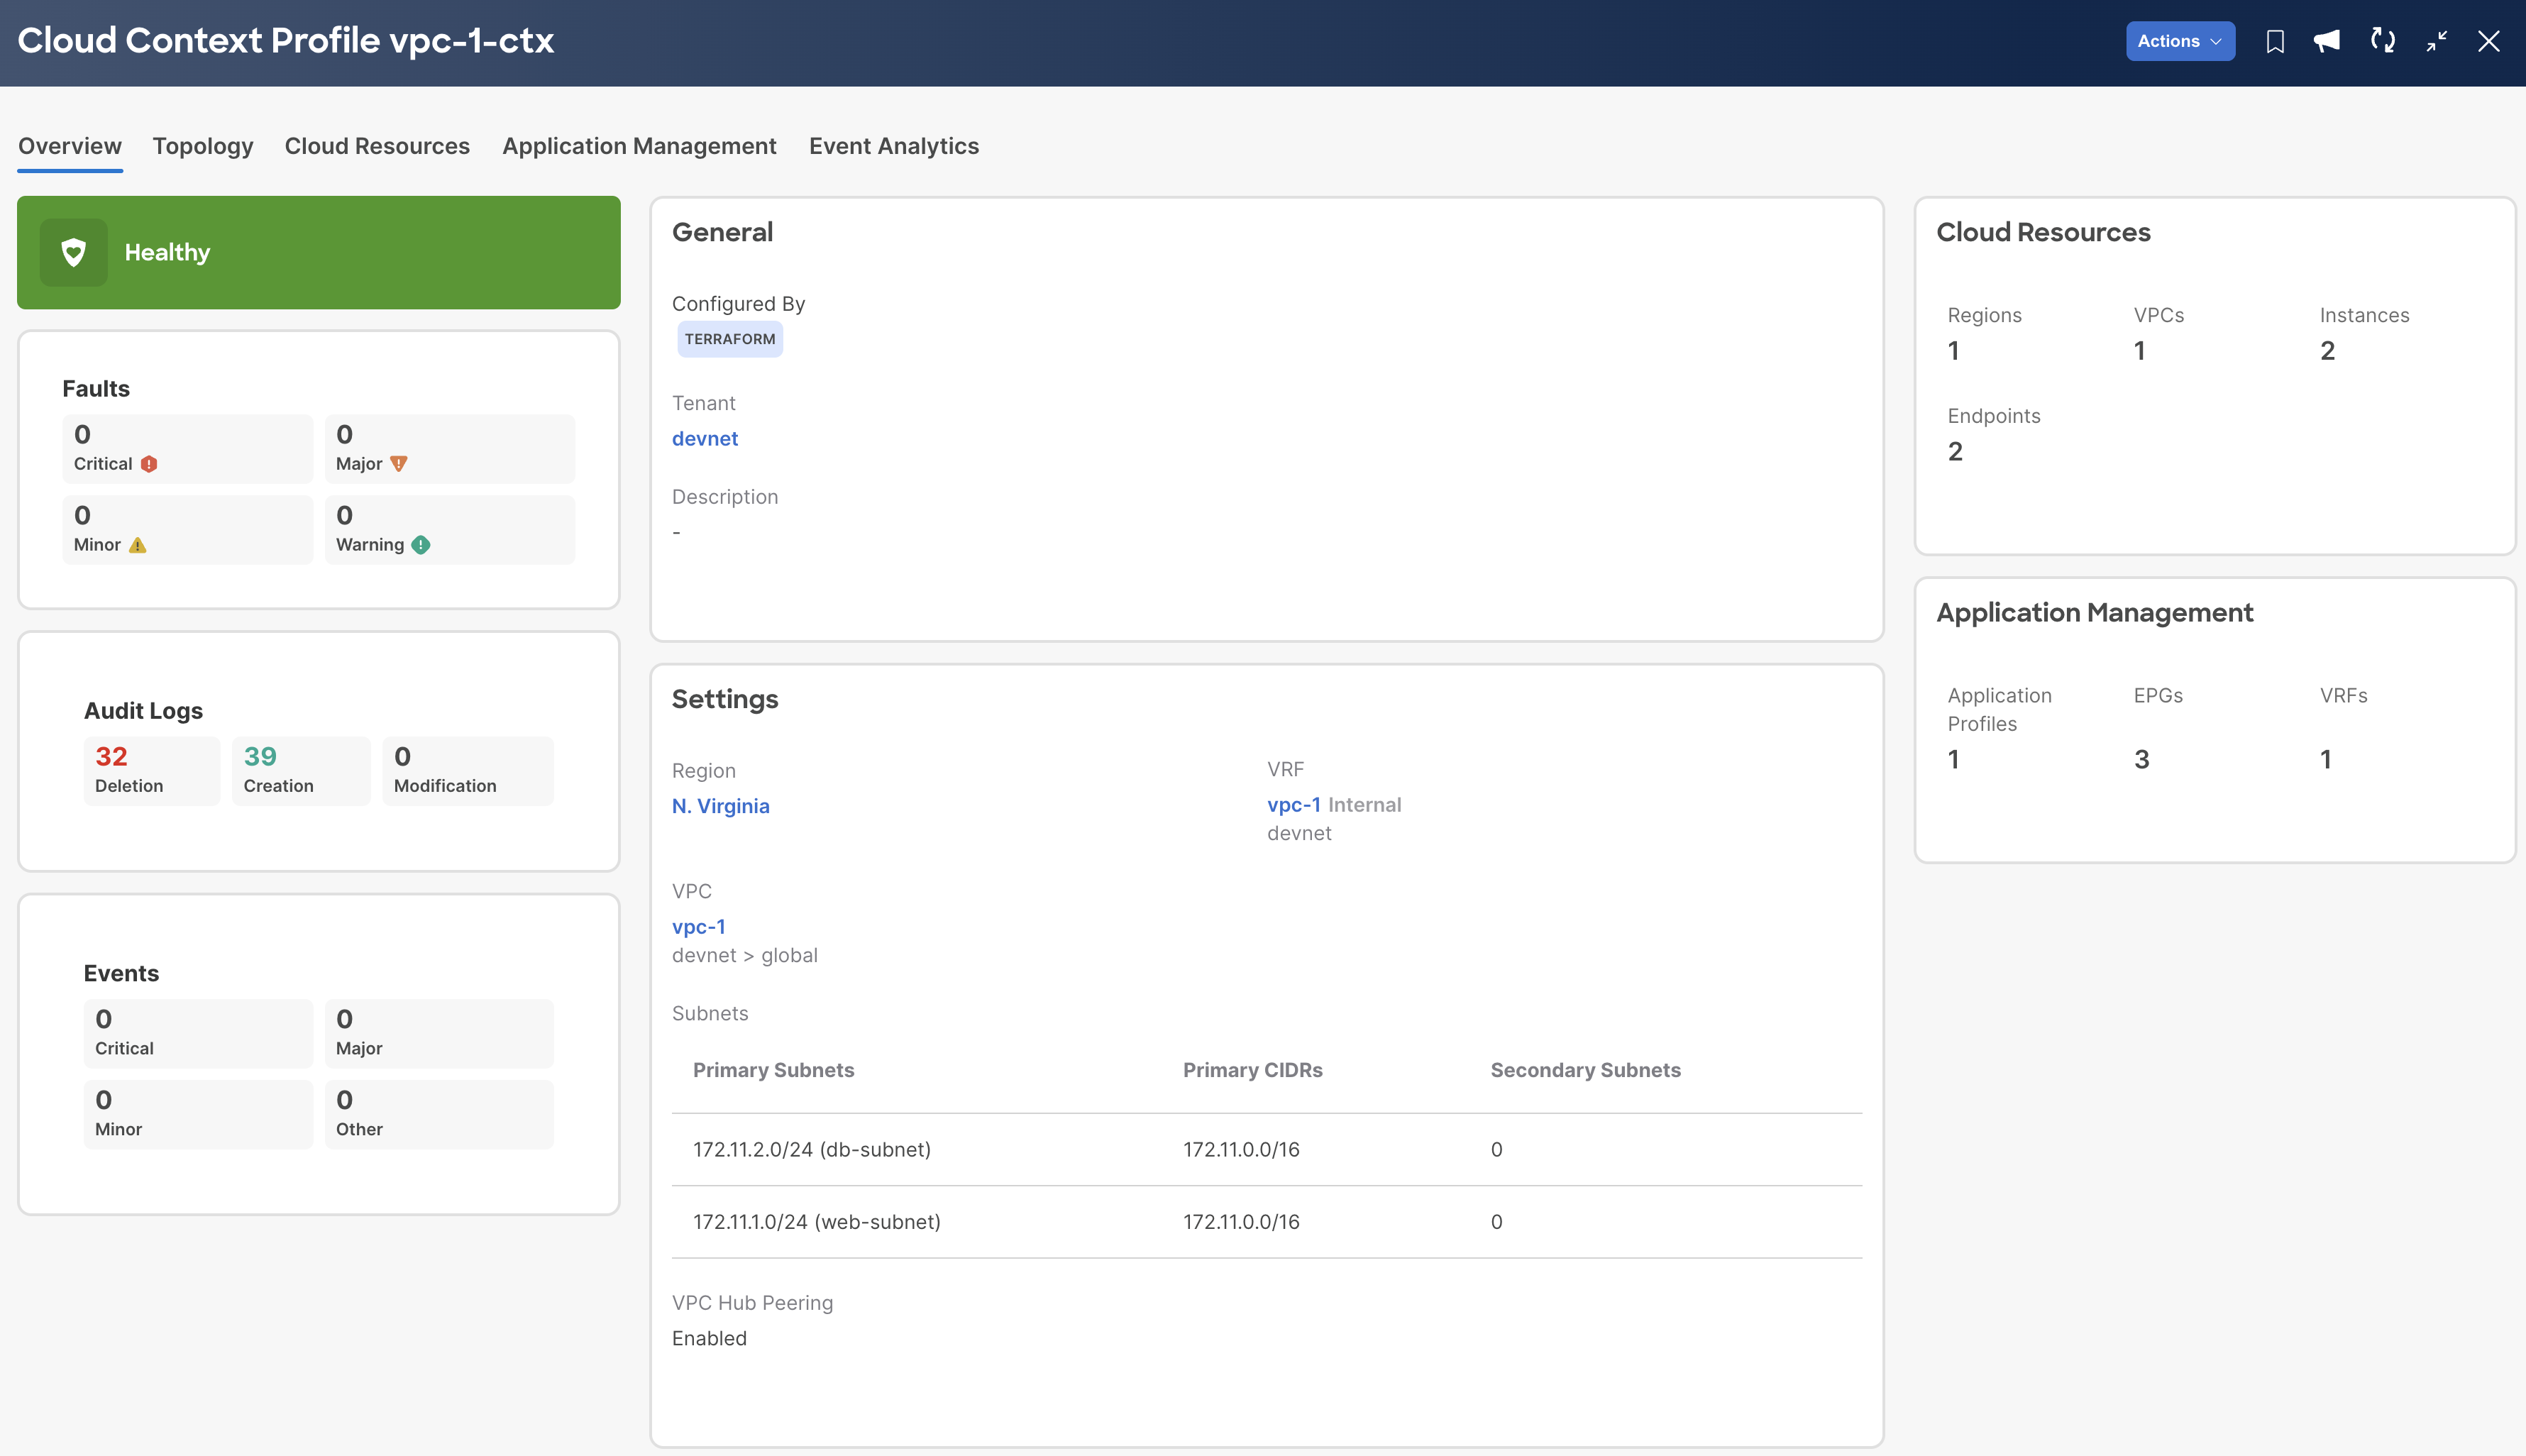 Cloud Context Profile vpc-1-ctx
Actions
Overview Topology Cloud Resources Application Management Event Analytics
Healthy
Faults
0
Critical
0
Major
0
Minor
0
Warning
Audit Logs
32
Deletion
39
Creation
0
Modification
Events
0
Critical
0
Major
0
Minor
0
Other
General
Configured By
TERRAFORM
Tenant
devnet
Description
-
Settings
Region
N. Virginia
VRF
vpc-1 Internal
devnet
VPC
vpc-1
devnet > global
Subnets
Primary Subnets Primary CIDRs Secondary Subnets
172.11.2.0/24 (db-subnet) 172.11.0.0/16 0
172.11.1.0/24 (web-subnet) 172.11.0.0/16 0
VPC Hub Peering
Enabled
Cloud Resources
Regions
1
VPCs
1
Instances
2
Endpoints
2
Application Management
Application
Profiles
1
EPGs
3
VRFs
1